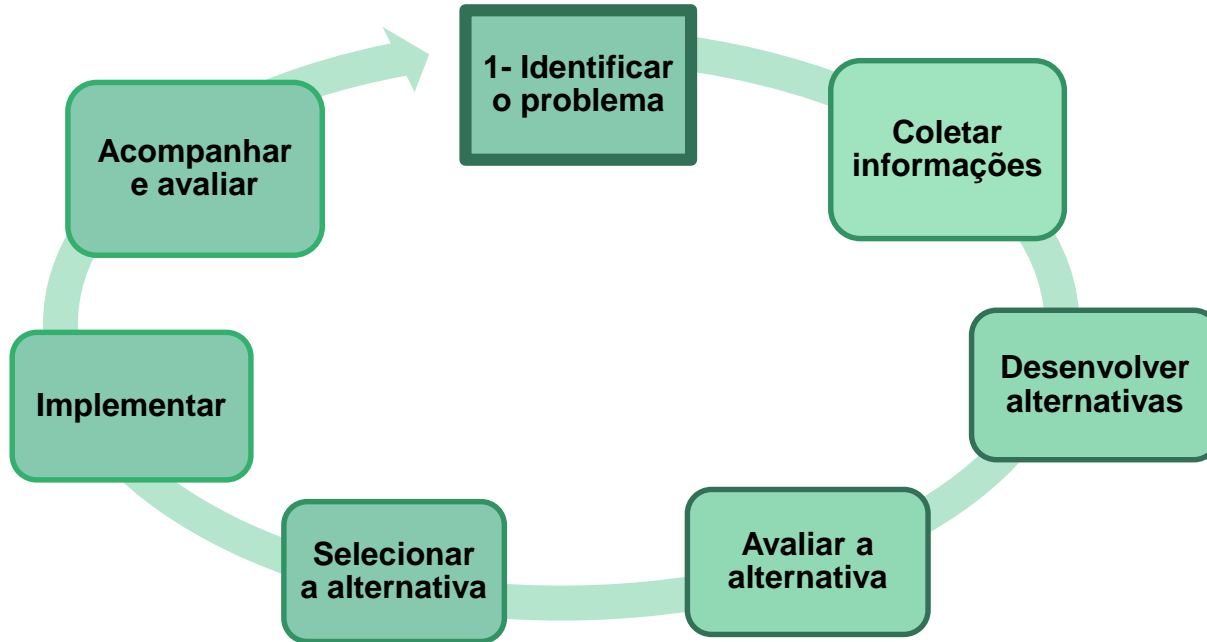 1- Identificar
o problema
Coletar
informações
Desenvolver
alternativas
Avaliar a
alternativa
Selecionar
a alternativa
Implementar
Acompanhar
e avaliar